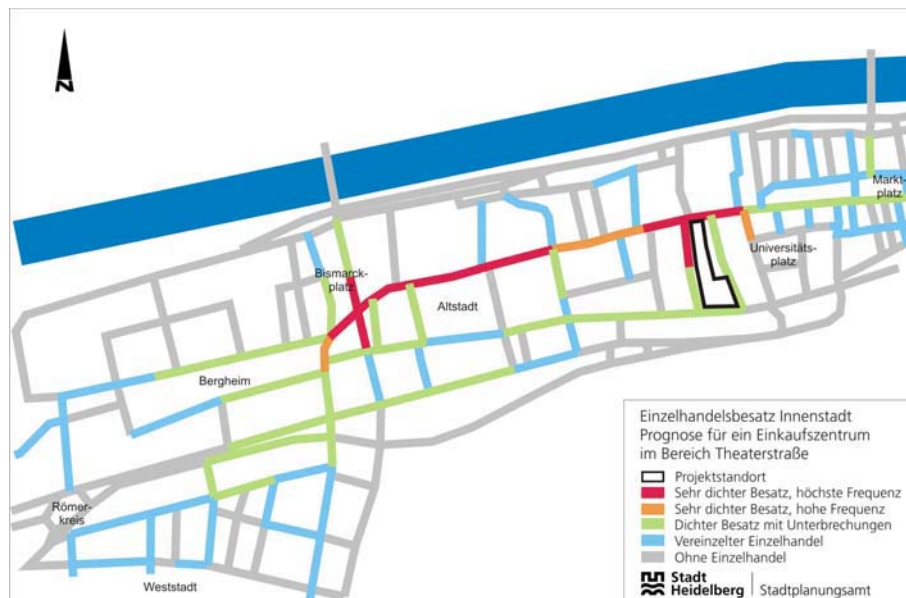 N
Markt-
platz
Universitäts-
platz
Bismarck-
platz
Altstadt
Bergheim
Römer-
kreis
Weststadt
Einzelhandelsbesatz Innenstadt
Prognose für ein Einkaufszentrum
im Bereich Theaterstraße
Projektstandort
Sehr dichter Besatz, höchste Frequenz
Sehr dichter Besatz, hohe Frequenz
Dichter Besatz mit Unterbrechungen
Vereinzelter Einzelhandel
Ohne Einzelhandel
Stadt
Heidelberg
Stadtplanungsamt